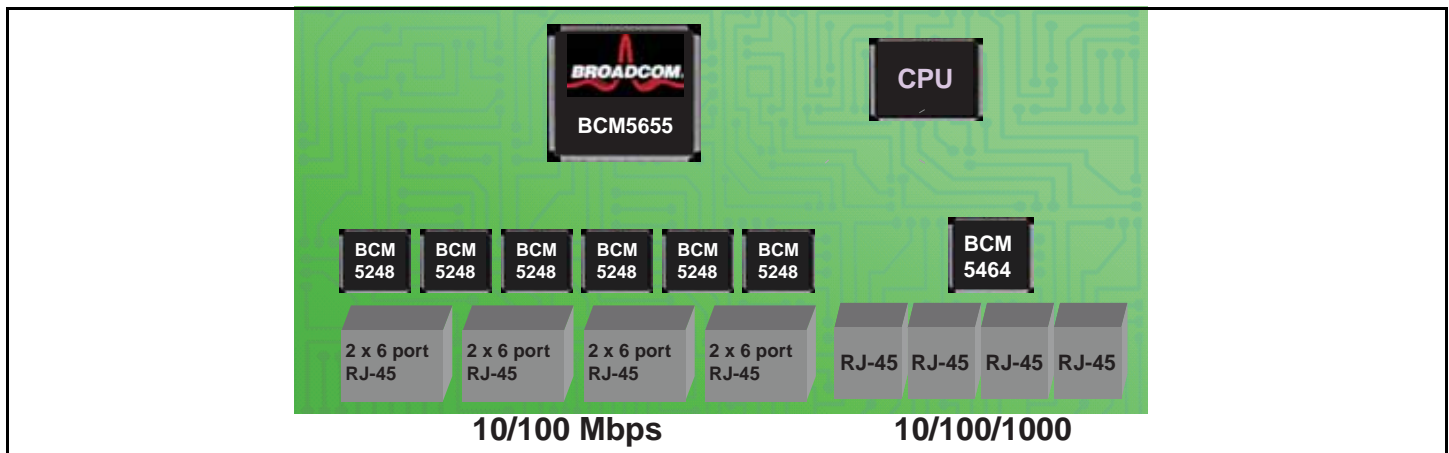 BROADCOM.
BCM5655
CPU
BCM
5248
BCM
5248
BCM
5248
BCM
5248
BCM
5248
BCM
5248
BCM
5464
2 x 6 port
RJ-45
2 x 6 port
RJ-45
2 x 6 port
RJ-45
2 x 6 port
RJ-45
RJ-45
RJ-45
RJ-45
RJ-45
10/100 Mbps
10/100/1000